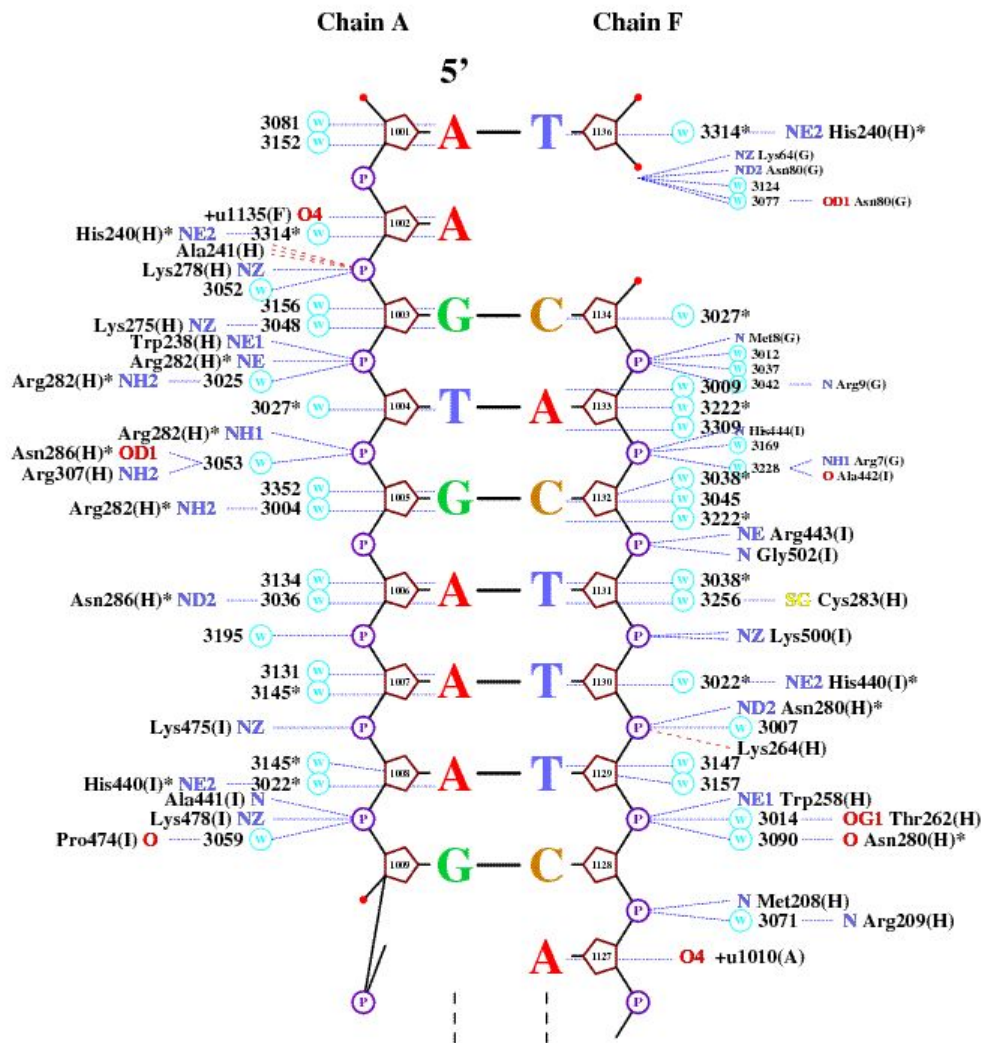 Chain A Chain F
5’
3081 W 1001 A T 1136 W 3314* NE2 His240(H)*
3152 W
NZ Lys64(G)
P ND2 Asn80(G)
W 3124
W 3077 OD1 Asn80(G)
+u1135(F) O4 1002 A
His240(H)* NE2 3314* W
Ala241(H)
Lys278(H) NZ P
3052 W
3156 W 1003 G C 1134 W 3027*
Lys275(H) NZ 3048 W
Trp238(H) NE1 N Met8(G)
Arg282(H)* NE P P W 3012
W 3037
Arg282(H)* NH2 3025 W W 3042 N Arg9(G)
W 3009
3027* W 1004 T A 1133 W 3222*
W 3309
Arg282(H)* NH1 N His444(I)
Asn286(H)* OD1 W 3169
3053 W P P W 3228 NH1 Arg7(G)
Arg307(H) NH2 O Ala442(I)
3352 W W 3038*
1005 G C 1132 W 3045
Arg282(H)* NH2 3004 W W 3222*
P P NE Arg443(I)
N Gly502(I)
3134 W 1006 A T 1131 W 3038*
Asn286(H)* ND2 3036 W W 3256 SG Cys283(H)
3195 W P P NZ Lys500(I)
3131 W 1007 A T 1130 W 3022* NE2 His440(I)*
3145* W
ND2 Asn280(H)*
Lys475(I) NZ P P W 3007
Lys264(H)
3145* W 1008 A T 1129 W 3147
His440(I)* NE2 3022* W W 3157
Ala441(I) N NE1 Trp258(H)
Lys478(I) NZ P P W 3014 OG1 Thr262(H)
Pro474(I) O 3059 W W 3090 O Asn280(H)*
1009 G C 1128
P N Met208(H)
W 3071 N Arg209(H)
A 1127 O4 +u1010(A)
P P